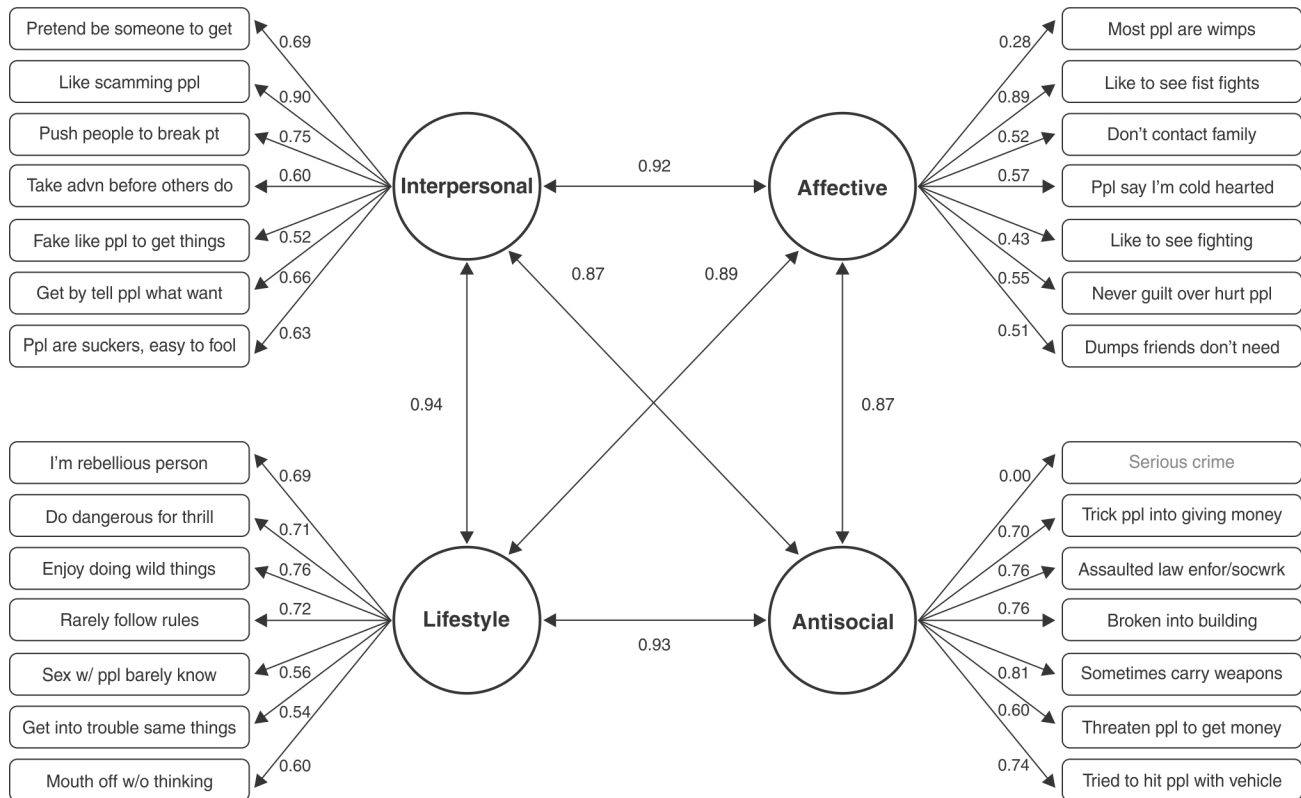 Pretend be someone to get
Like scamming ppl
Push people to break pt
Take advn before others do
Fake like ppl to get things
Get by tell ppl what want
Ppl are suckers, easy to fool
0.69
0.90
0.75
0.60
0.52
0.66
0.63
Interpersonal
0.92
Affective
0.28
0.89
0.52
0.57
0.43
0.55
0.51
Most ppl are wimps
Like to see fist fights
Don’t contact family
Ppl say I’m cold hearted
Like to see fighting
Never guilt over hurt ppl
Dumps friends don’t need
0.87
0.89
0.94
0.87
I’m rebellious person
Do dangerous for thrill
Enjoy doing wild things
Rarely follow rules
Sex w/ ppl barely know
Get into trouble same things
Mouth off w/o thinking
0.69
0.71
0.76
0.72
0.56
0.54
0.60
Lifestyle
0.93
Antisocial
0.00
0.70
0.76
0.76
0.81
0.60
0.74
Serious crime
Trick ppl into giving money
Assaulted law enfor/socwrk
Broken into building
Sometimes carry weapons
Threaten ppl to get money
Tried to hit ppl with vehicle